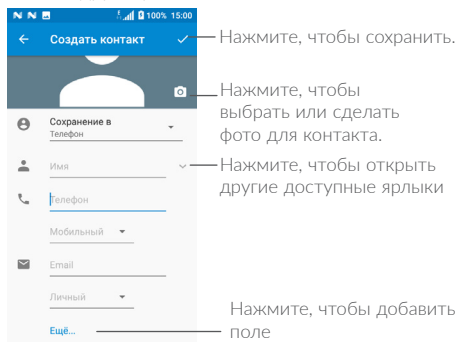 N N 100% 15:00
Создать контакт
Нажмите, чтобы сохранить.
Нажмите, чтобы
выбрать или сделать
фото для контакта.
Сохранение в
Телефон
Имя
Нажмите, чтобы открыть
другие доступные ярлыки
Телефон
Мобильный
Email
Личный
Ещё...
Нажмите, чтобы добавить
поле